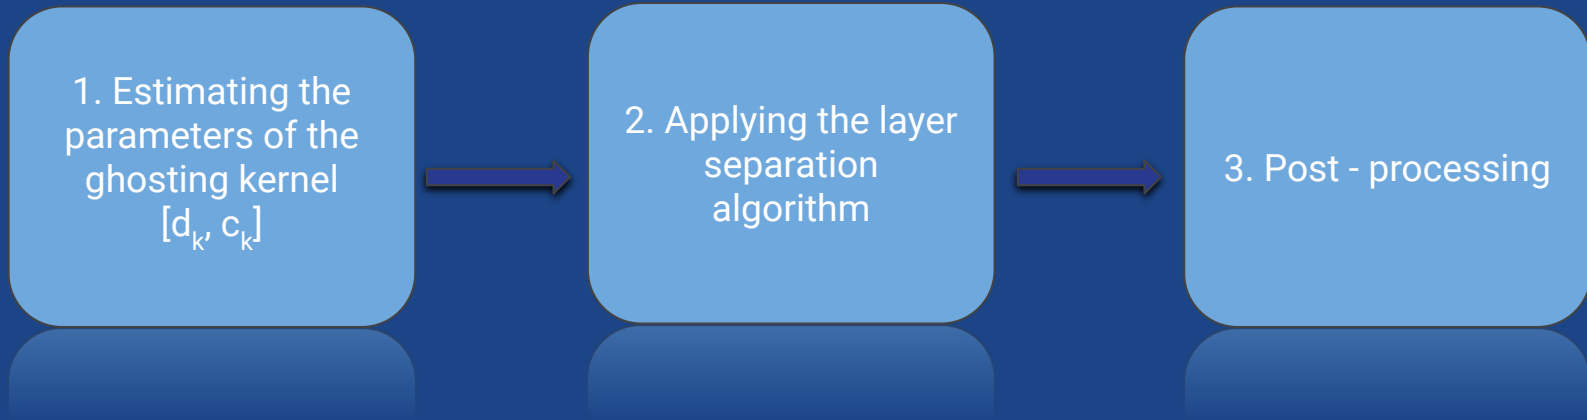 1. Estimating the
parameters of the
ghosting kernel
[dₖ, cₖ]
2. Applying the layer
separation
algorithm
3. Post - processing